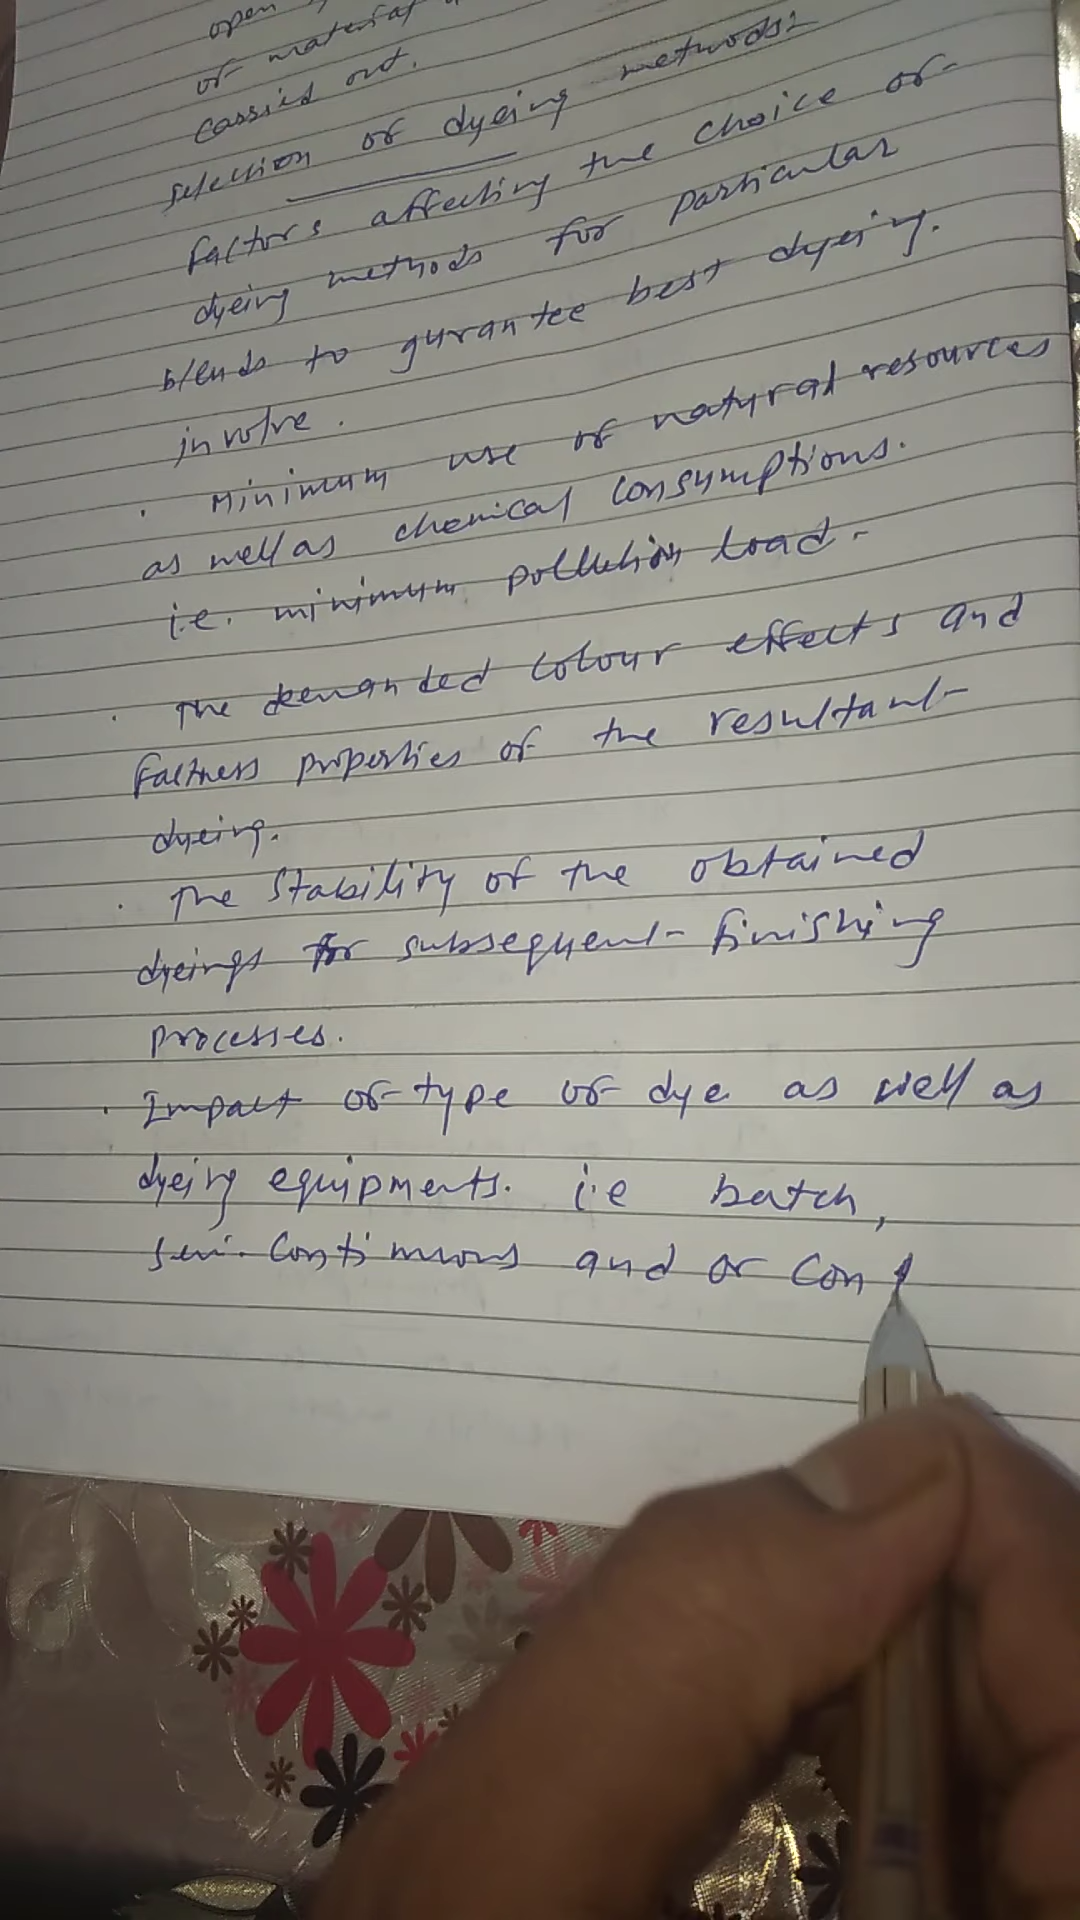 open
of material
carried out.
selection of dyeing methods:
factors affecting the choice of
dyeing methods for particular
blends to gurantee best dyeing.
involve.
. Minimum use of natural resources
as well as chemical consumptions.
i.e. minimum pollution load.
. The demanded colour effects and
fastness properties of the resultant
dyeing.
. The stability of the obtained
dyeings for subsequent finishing
processes.
. Impact of type of dye as well as
dyeing equipments. i.e batch,
semi-continuous and or con